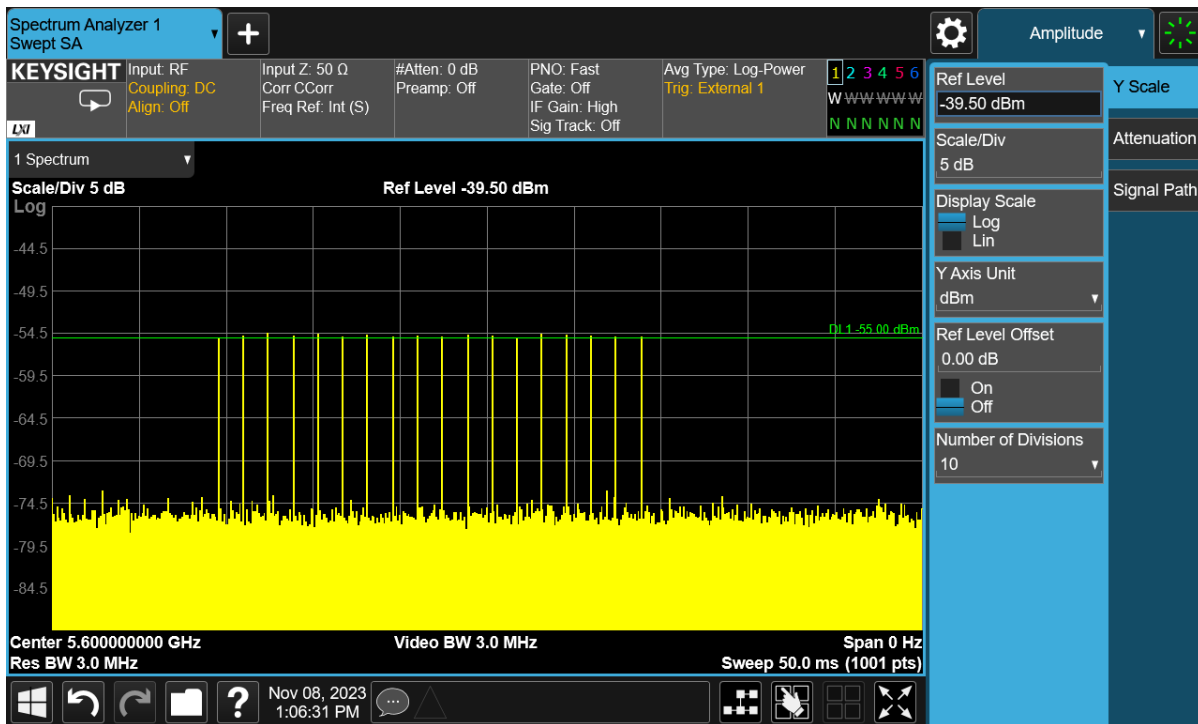 Spectrum Analyzer 1
Swept SA
+
Amplitude
KEYSIGHT
LXI
Input: RF
Coupling: DC
Align: Off
Input Z: 50 Ω
Corr CCorr
Freq Ref: Int (S)
#Atten: 0 dB
Preamp: Off
PNO: Fast
Gate: Off
IF Gain: High
Sig Track: Off
Avg Type: Log-Power
Trig: External 1
1 2 3 4 5 6
W W W W W W
N N N N N N
1 Spectrum
Scale/Div 5 dB
Ref Level -39.50 dBm
Log
-44.5
-49.5
-54.5
DL1 -55.00 dBm
-59.5
-64.5
-69.5
-74.5
-79.5
-84.5
Center 5.600000000 GHz
Video BW 3.0 MHz
Span 0 Hz
Res BW 3.0 MHz
Sweep 50.0 ms (1001 pts)
Ref Level
-39.50 dBm
Scale/Div
5 dB
Display Scale
Log
Lin
Y Axis Unit
dBm
Ref Level Offset
0.00 dB
On
Off
Number of Divisions
10
Y Scale
Attenuation
Signal Path
?
Nov 08, 2023
1:06:31 PM